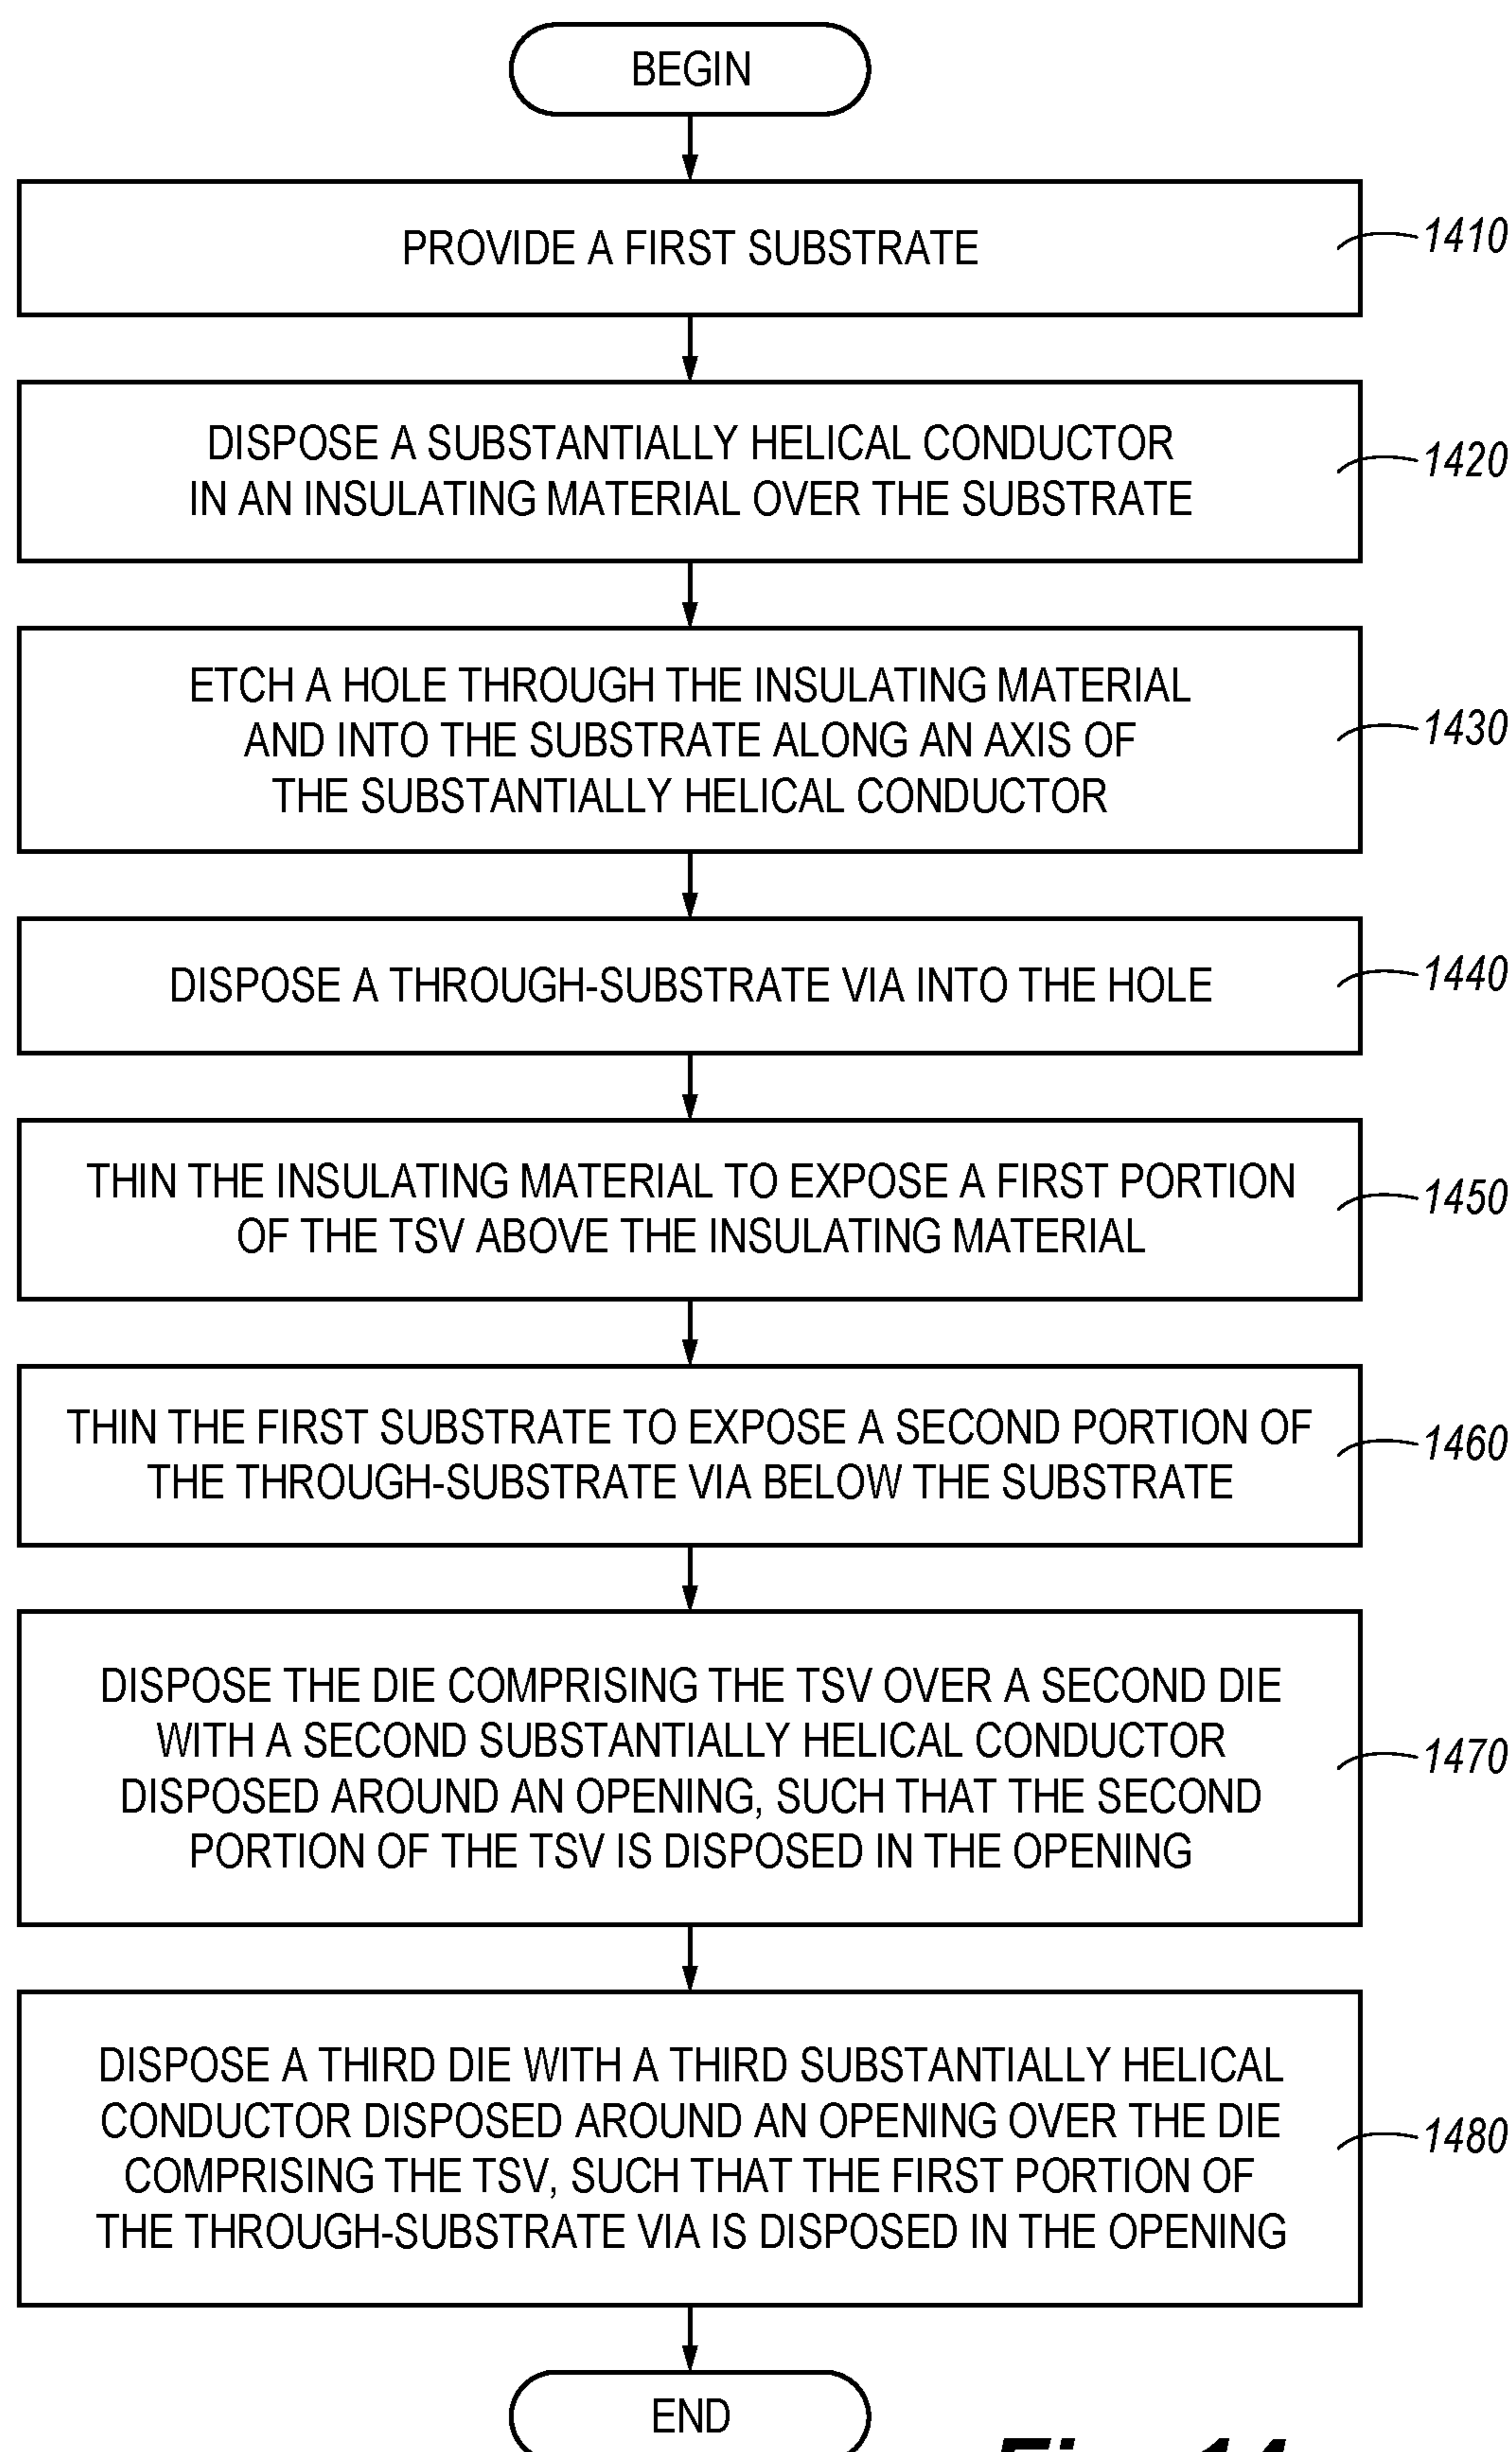 BEGIN
PROVIDE A FIRST SUBSTRATE
1410
DISPOSE A SUBSTANTIALLY HELICAL CONDUCTOR
IN AN INSULATING MATERIAL OVER THE SUBSTRATE
1420
ETCH A HOLE THROUGH THE INSULATING MATERIAL
AND INTO THE SUBSTRATE ALONG AN AXIS OF
THE SUBSTANTIALLY HELICAL CONDUCTOR
1430
DISPOSE A THROUGH-SUBSTRATE VIA INTO THE HOLE
1440
THIN THE INSULATING MATERIAL TO EXPOSE A FIRST PORTION
OF THE TSV ABOVE THE INSULATING MATERIAL
1450
THIN THE FIRST SUBSTRATE TO EXPOSE A SECOND PORTION OF
THE THROUGH-SUBSTRATE VIA BELOW THE SUBSTRATE
1460
DISPOSE THE DIE COMPRISING THE TSV OVER A SECOND DIE
WITH A SECOND SUBSTANTIALLY HELICAL CONDUCTOR
DISPOSED AROUND AN OPENING, SUCH THAT THE SECOND
PORTION OF THE TSV IS DISPOSED IN THE OPENING
1470
DISPOSE A THIRD DIE WITH A THIRD SUBSTANTIALLY HELICAL
CONDUCTOR DISPOSED AROUND AN OPENING OVER THE DIE
COMPRISING THE TSV, SUCH THAT THE FIRST PORTION OF
THE THROUGH-SUBSTRATE VIA IS DISPOSED IN THE OPENING
1480
END